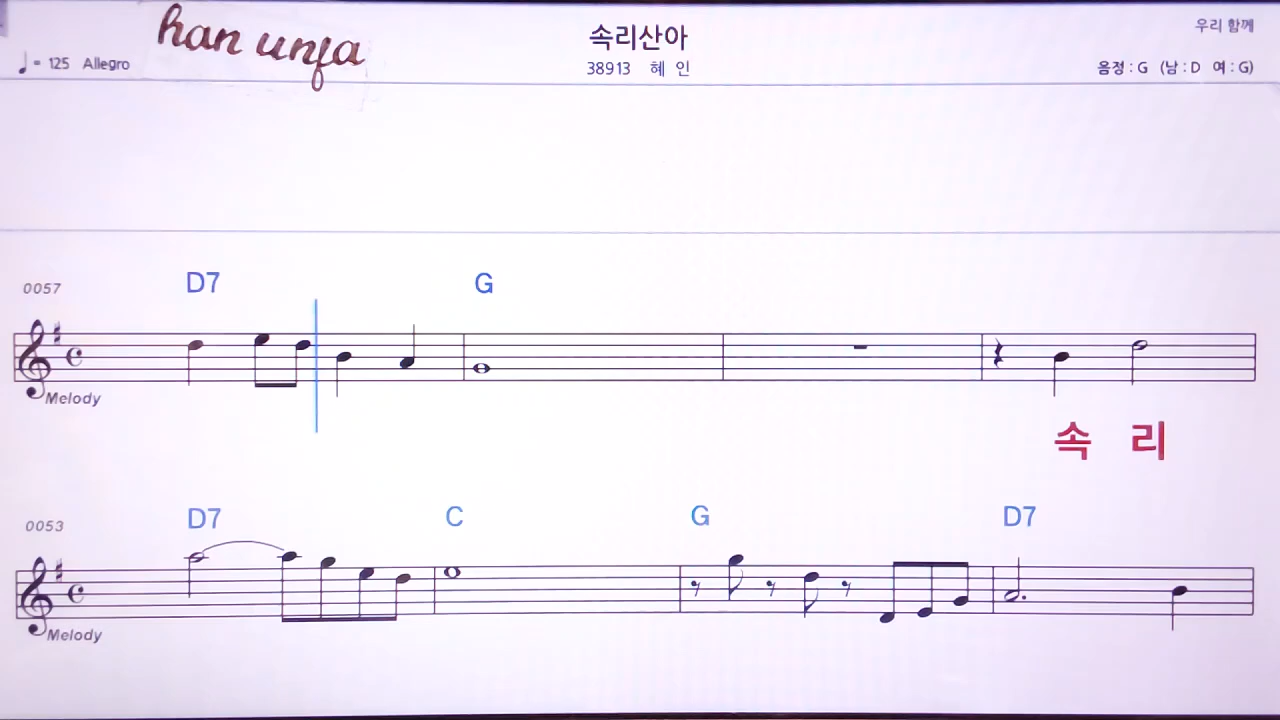 han unfa
속리산아
우리 함께
♩= 125 Allegro
38913 혜 인
음정 : G (남 : D 여 : G)
0057
D7 G
Melody
속 리
0053
D7 C G D7
Melody